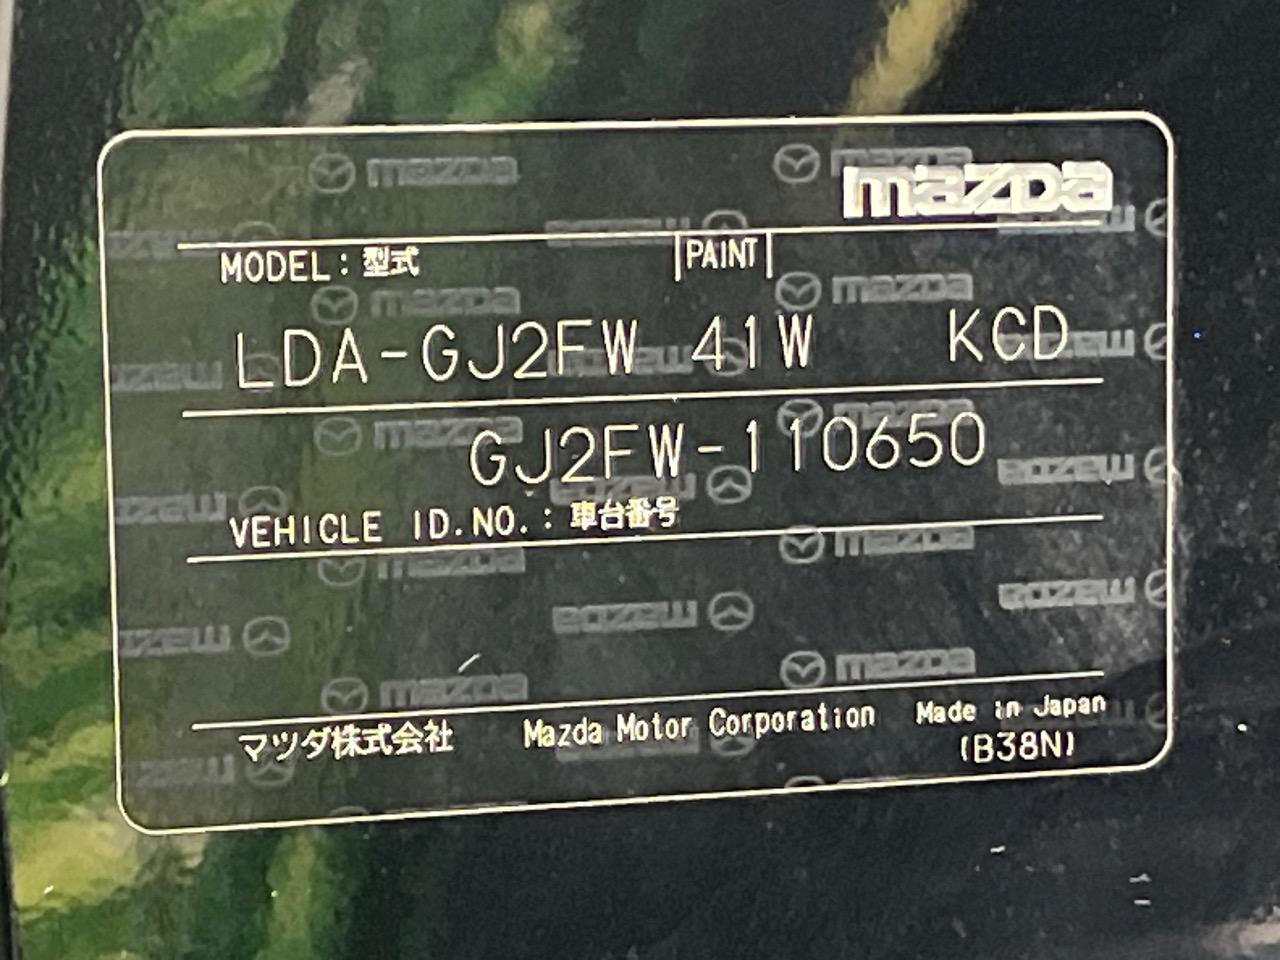 mazda
MODEL: 型式 PAINT
LDA-GJ2FW 41W KCD
GJ2FW-110650
VEHICLE ID.NO.: 車台番号
マツダ株式会社 Mazda Motor Corporation Made in Japan
(B38N)